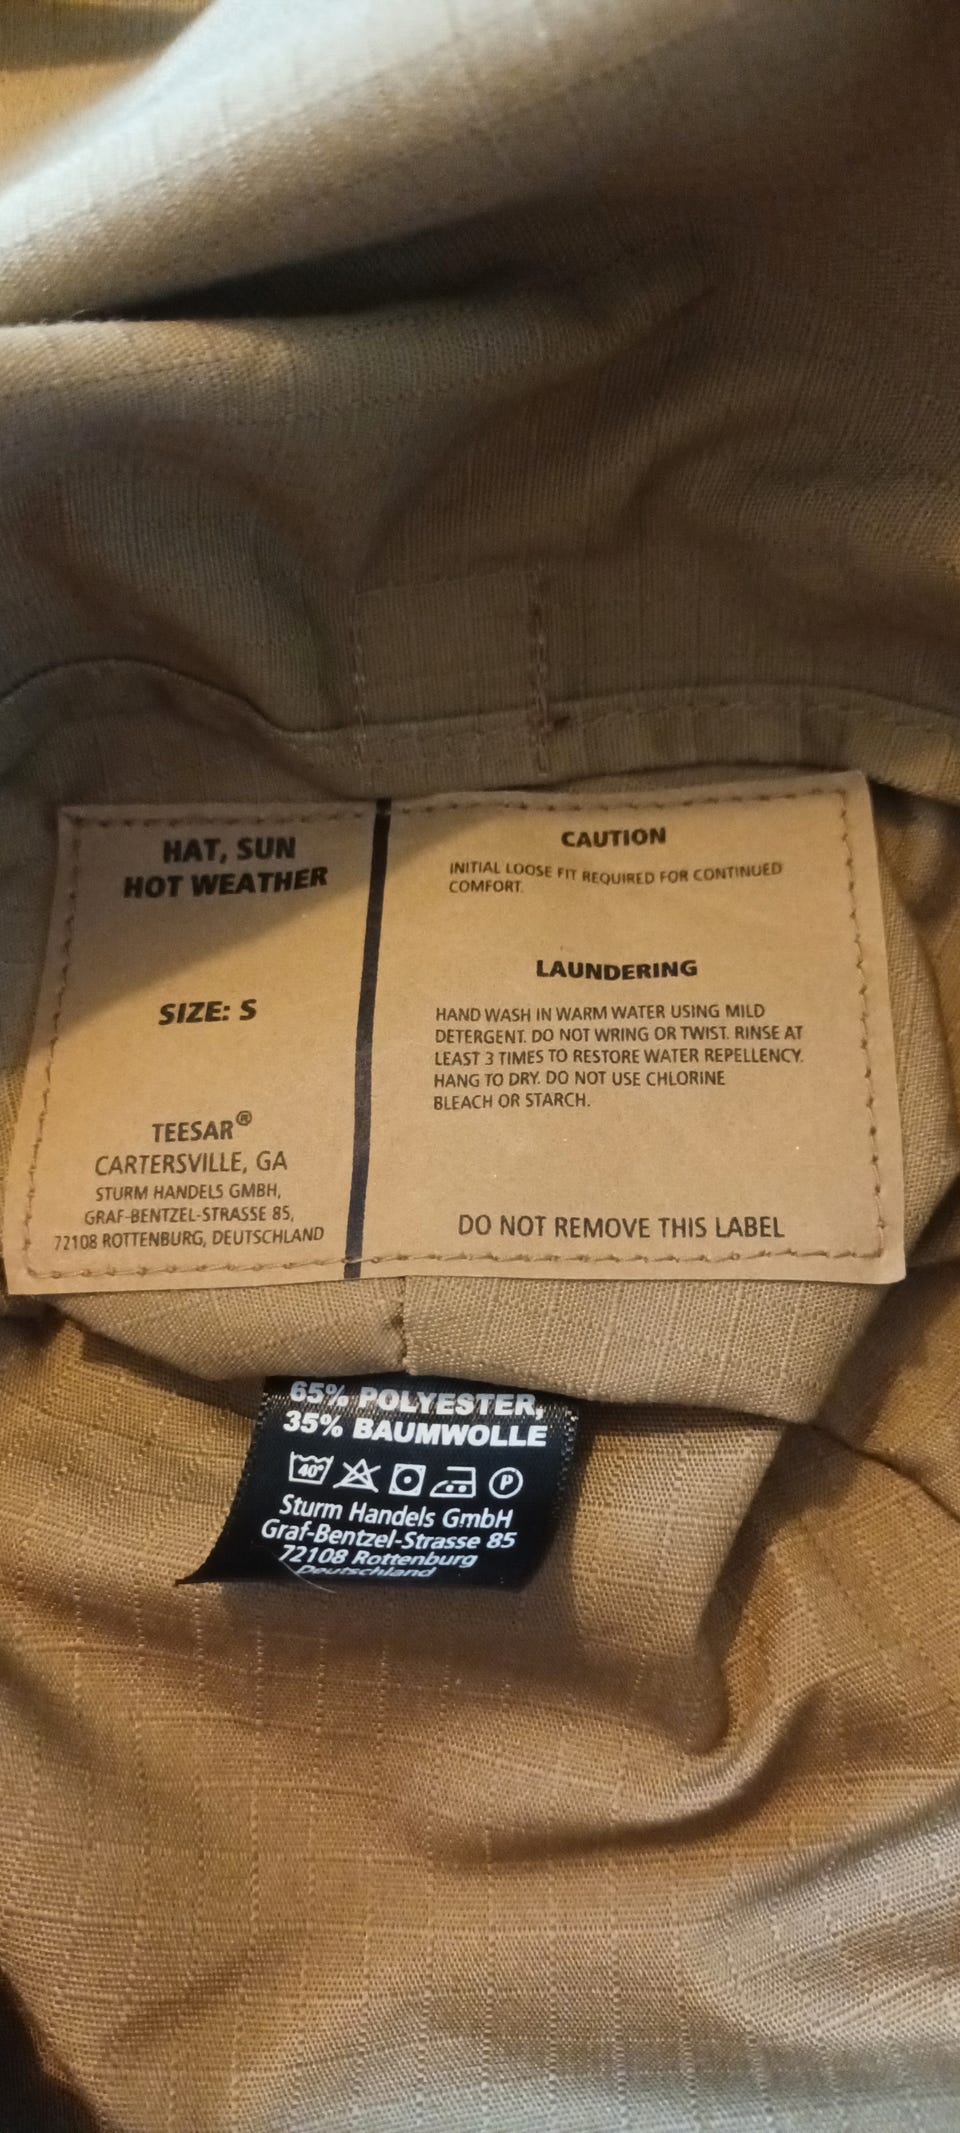 HAT, SUN
HOT WEATHER
SIZE: S
TEESAR®
CARTERSVILLE, GA
STURM HANDELS GMBH,
GRAF-BENTZEL-STRASSE 85,
72108 ROTTENBURG, DEUTSCHLAND
CAUTION
INITIAL LOOSE FIT REQUIRED FOR CONTINUED
COMFORT.
LAUNDERING
HAND WASH IN WARM WATER USING MILD
DETERGENT. DO NOT WRING OR TWIST. RINSE AT
LEAST 3 TIMES TO RESTORE WATER REPELLENCY.
HANG TO DRY. DO NOT USE CHLORINE
BLEACH OR STARCH.
DO NOT REMOVE THIS LABEL
65% POLYESTER,
35% BAUMWOLLE
40° P
Sturm Handels GmbH
Graf-Bentzel-Strasse 85
72108 Rottenburg
Deutschland